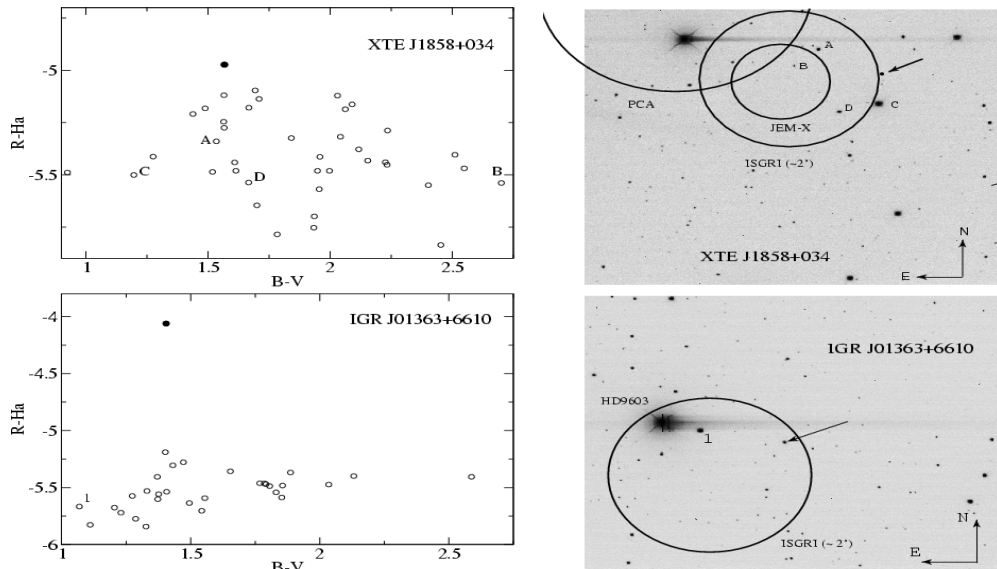 XTE J1858+034
-5
-5.5
R-Ha
A
C
D
B
1
1.5
2
2.5
B-V
A
B
PCA
D
C
JEM-X
ISGRI (~2')
N
XTE J1858+034
E
IGR J01363+6610
-4
-4.5
-5
-5.5
-6
R-Ha
1
1
1.5
2
2.5
B-V
IGR J01363+6610
HD9603
1
N
ISGRI (~ 2')
E